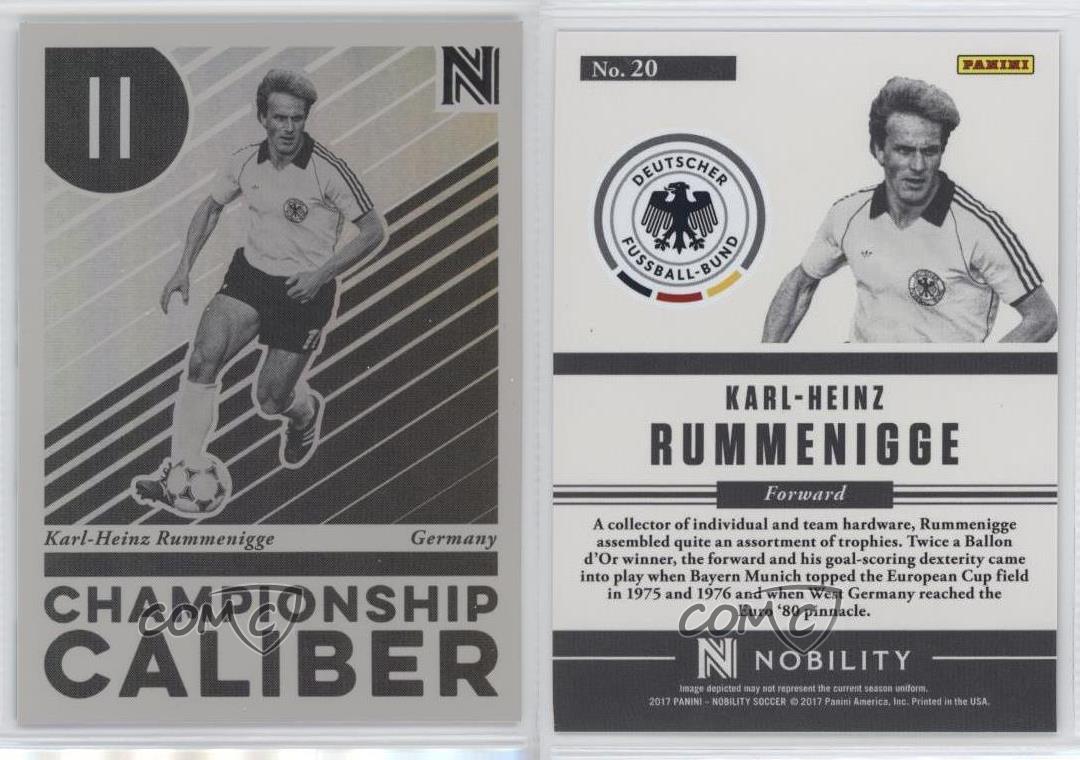 11
N
Karl-Heinz Rummenigge Germany
CHAMPIONSHIP
CALIBER
COMC
No. 20
PANINI
DEUTSCHER
FUSSBALL-BUND
KARL-HEINZ
RUMMENIGGE
Forward
A collector of individual and team hardware, Rummenigge
assembled quite an assortment of trophies. Twice a Ballon
d'Or winner, the forward and his goal-scoring dexterity came
into play when Bayern Munich topped the European Cup field
in 1975 and 1976 and when West Germany reached the
Euro '80 pinnacle.
COMC
N NOBILITY
Image depicted may not represent the current season uniform.
2017 PANINI – NOBILITY SOCCER © 2017 Panini America, Inc. Printed in the USA.